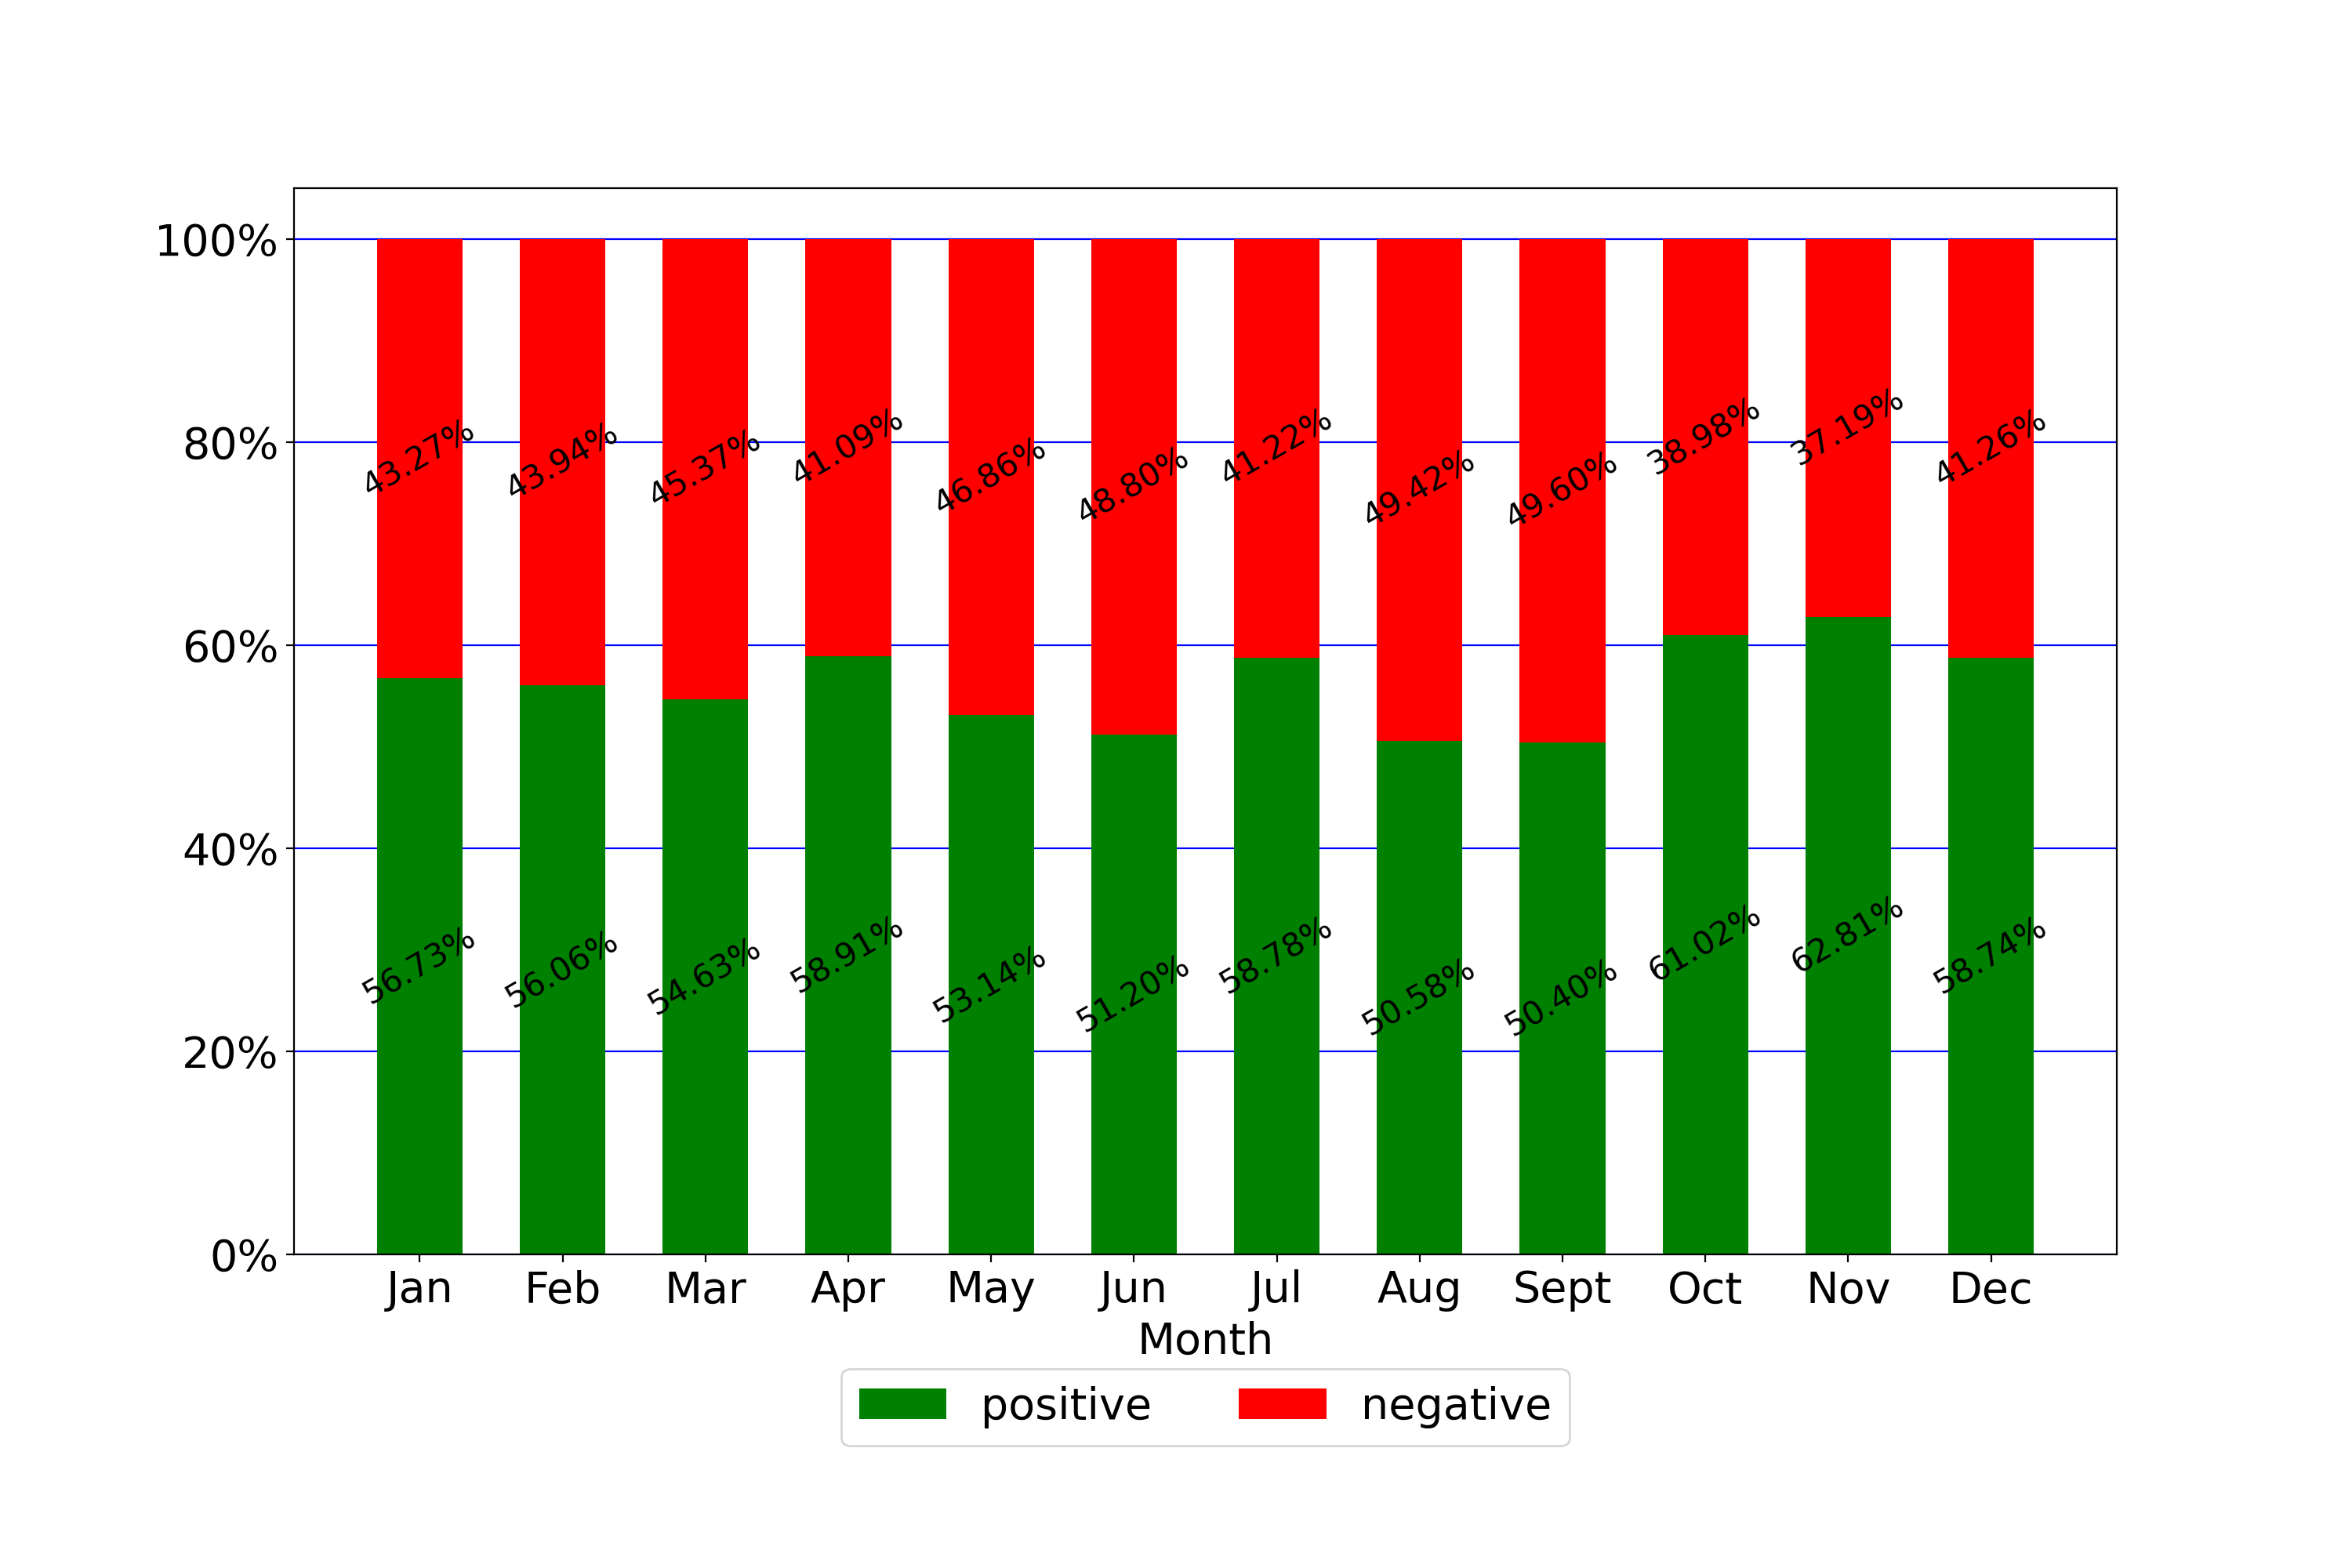 100%
80%
60%
40%
20%
0%
43.27% 43.94% 45.37% 41.09% 46.86% 48.80% 41.22% 49.42% 49.60% 38.98% 37.19% 41.26%
56.73% 56.06% 54.63% 58.91% 53.14% 51.20% 58.78% 50.58% 50.40% 61.02% 62.81% 58.74%
Jan Feb Mar Apr May Jun Jul Aug Sept Oct Nov Dec
Month
positive negative